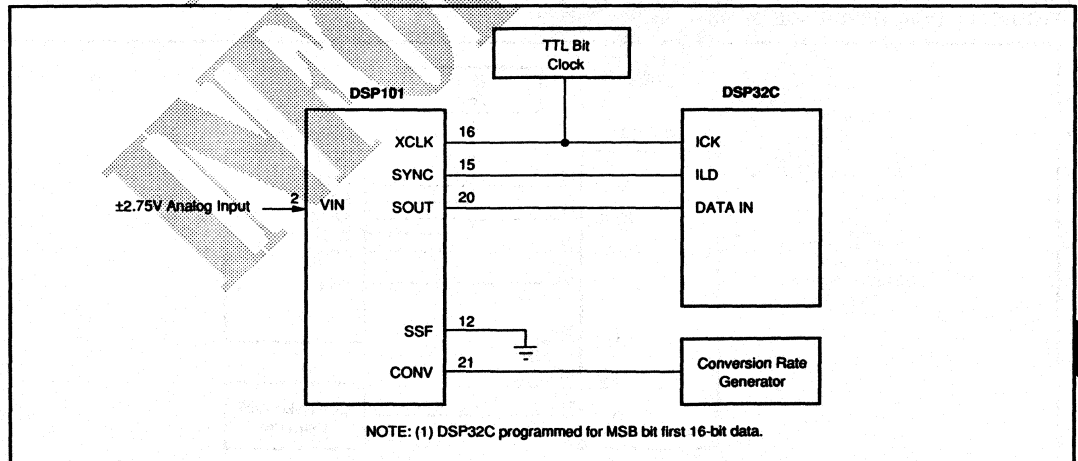 TTL Bit
Clock
DSP101
DSP32C
XCLK
16
ICK
SYNC
15
ILD
±2.75V Analog Input
2
VIN
SOUT
20
DATA IN
SSF
12
CONV
21
Conversion Rate
Generator
NOTE: (1) DSP32C programmed for MSB bit first 16-bit data.